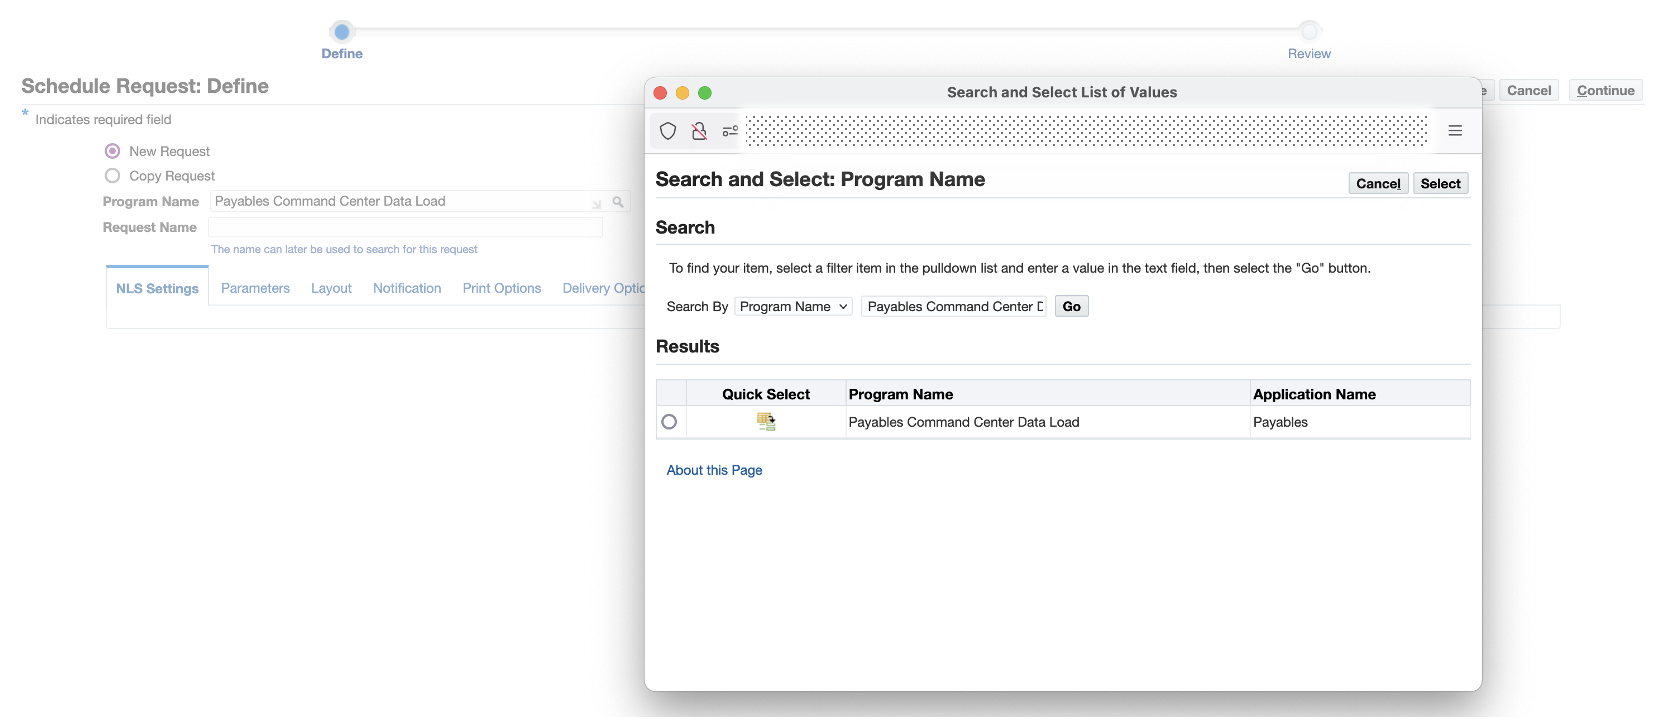 Define
Review
Schedule Request: Define
Cancel
Continue
* Indicates required field
New Request
Copy Request
Program Name Payables Command Center Data Load
Request Name
The name can later be used to search for this request
NLS Settings Parameters Layout Notification Print Options Delivery Optic
Search and Select List of Values
Search and Select: Program Name
Cancel Select
Search
To find your item, select a filter item in the pulldown list and enter a value in the text field, then select the "Go" button.
Search By Program Name Payables Command Center D Go
Results
Quick Select Program Name Application Name
Payables Command Center Data Load Payables
About this Page